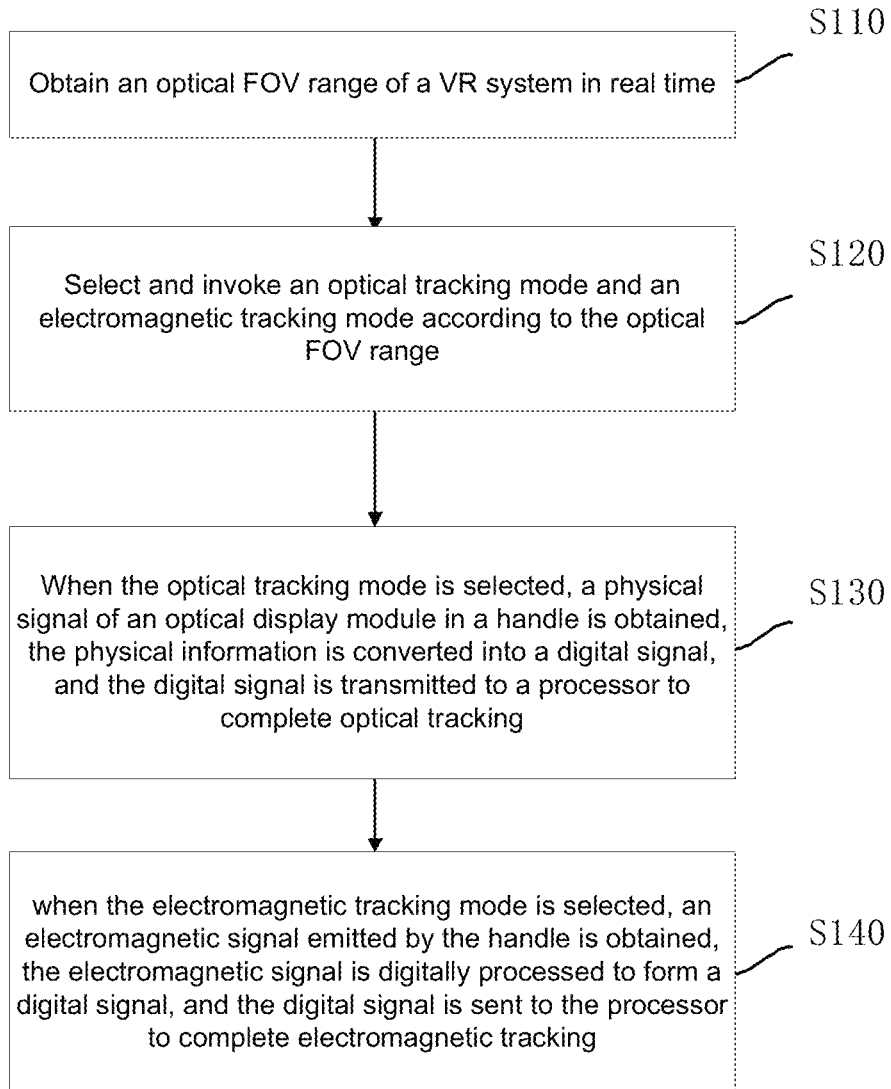 S110
Obtain an optical FOV range of a VR system in real time
S120
Select and invoke an optical tracking mode and an
electromagnetic tracking mode according to the optical
FOV range
S130
When the optical tracking mode is selected, a physical
signal of an optical display module in a handle is obtained,
the physical information is converted into a digital signal,
and the digital signal is transmitted to a processor to
complete optical tracking
S140
when the electromagnetic tracking mode is selected, an
electromagnetic signal emitted by the handle is obtained,
the electromagnetic signal is digitally processed to form a
digital signal, and the digital signal is sent to the processor
to complete electromagnetic tracking